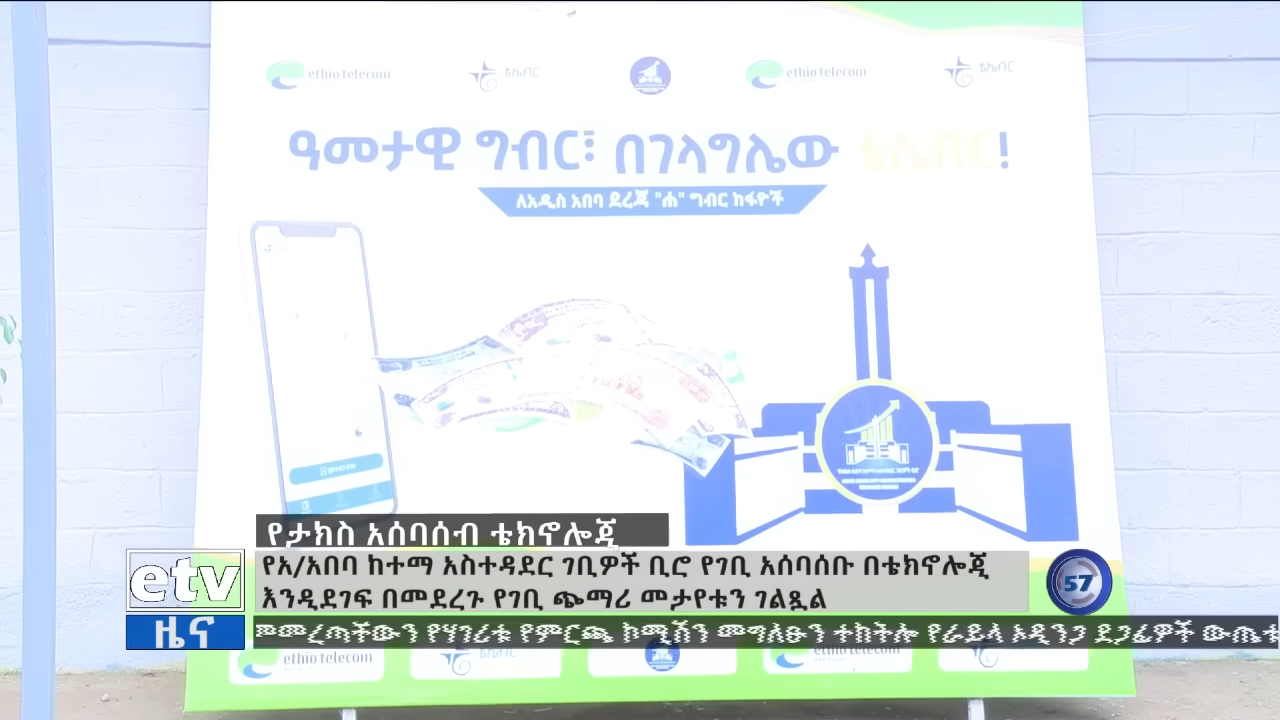 ethio telecom ቴሌብር ethio telecom ቴሌብር
ዓመታዊ ግብር፣ በገላግሌው ቴሌብር!
ለአዲስ አበባ ደረጃ "ሐ" ግብር ከፋዮች
የታክስ አሰባሰብ ቴክኖሎጂ
የአ/አበባ ከተማ አስተዳደር ገቢዎች ቢሮ የገቢ አሰባሰቡ በቴክኖሎጂ
እንዲደገፍ በመደረጉ የገቢ ጭማሪ መታየቱን ገልጿል
etv
57
ዜና
የሃገሪቱ የምርጫ ኮሚሽን መግለፁን ተከትሎ የራይላ ኦዲንጋ ደጋፊዎች
ethio telecom ethio telecom